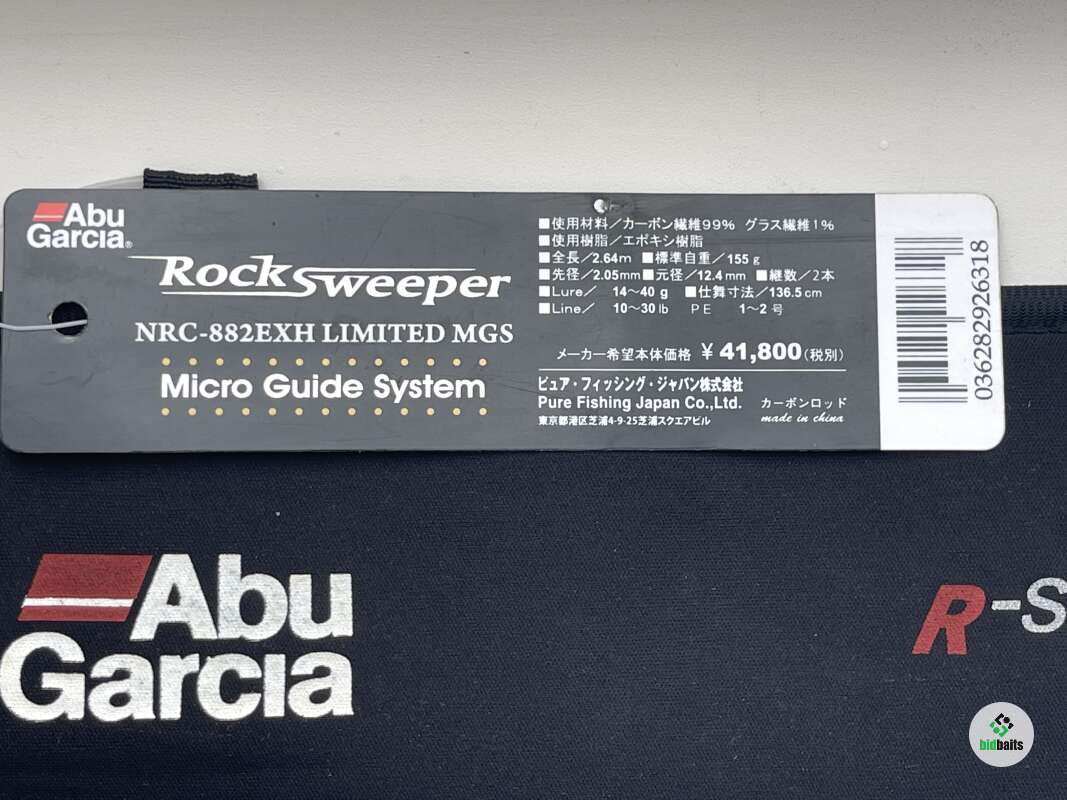 Abu
Garcia®
RockSweeper
NRC-882EXH LIMITED MGS
Micro Guide System
■使用材料/カーボン繊維99% グラス繊維1%
■使用樹脂/エポキシ樹脂
■全長/2.64m ■標準自重/155g
■先径/2.05mm ■元径/12.4mm ■継数/2本
■Lure/ 14～40 g ■仕舞寸法/136.5cm
■Line/ 10～30 lb PE 1～2号
メーカー希望本体価格 ¥41,800(税別)
ピュア・フィッシング・ジャパン株式会社
Pure Fishing Japan Co.,Ltd. カーボンロッド
東京都港区芝浦4-9-25芝浦スクエアビル made in china
036282926318
Abu
Garcia
R-S
bidbaits